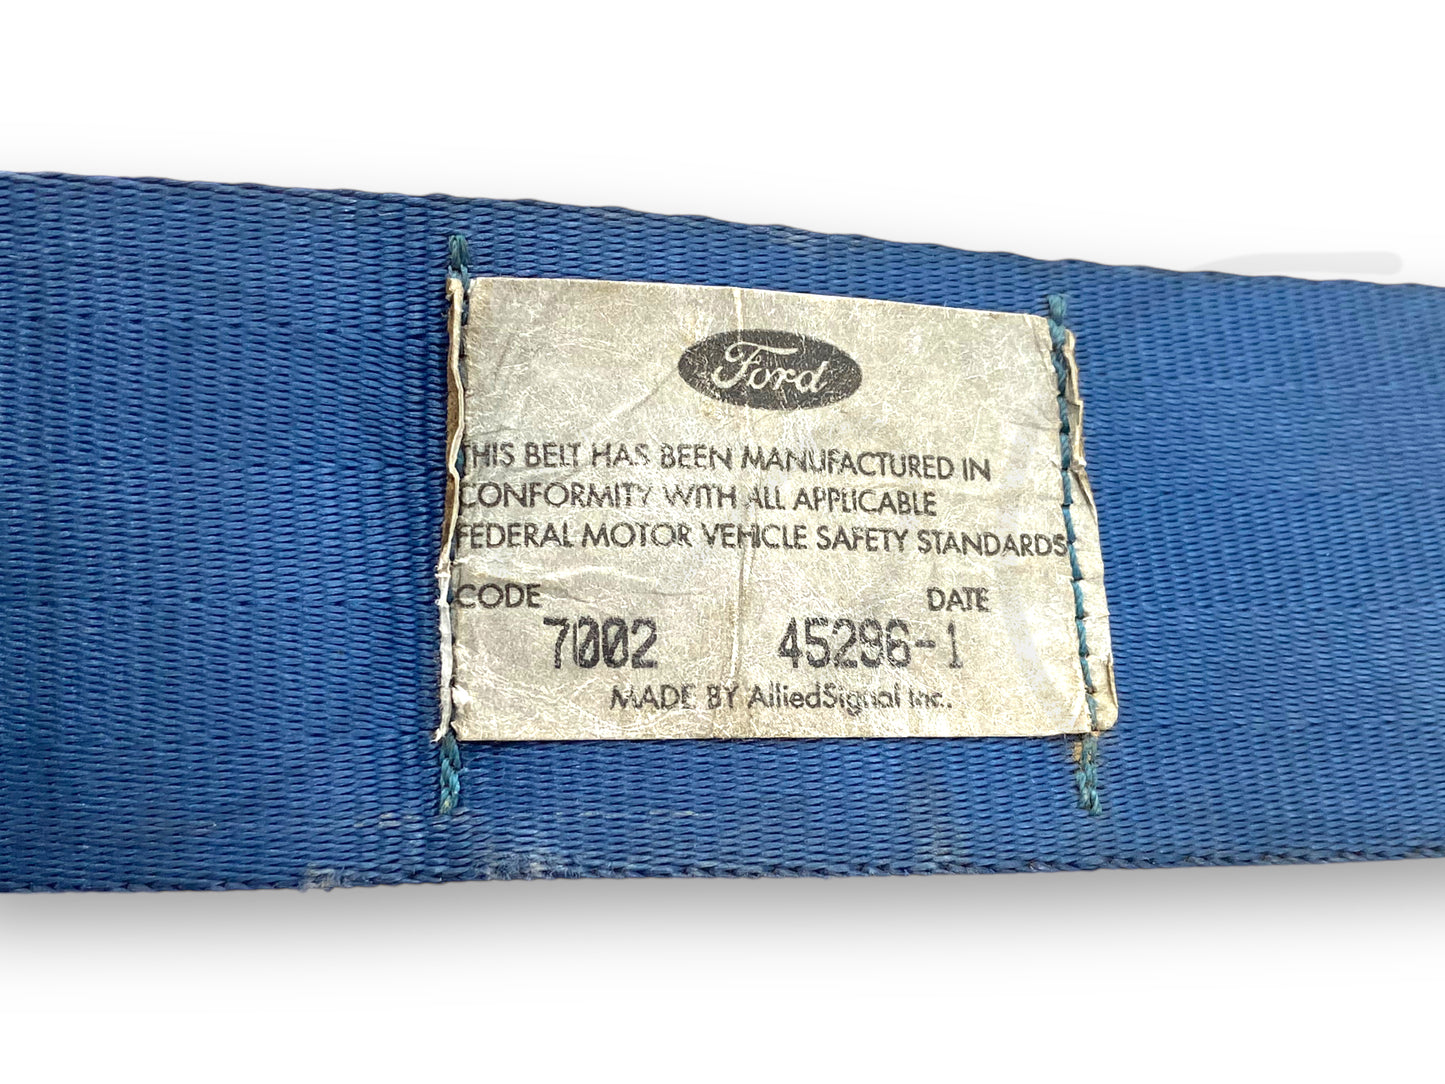 Ford
THIS BELT HAS BEEN MANUFACTURED IN
CONFORMITY WITH ALL APPLICABLE
FEDERAL MOTOR VEHICLE SAFETY STANDARDS
CODE DATE
7002 45296-1
MADE BY AlliedSignal Inc.